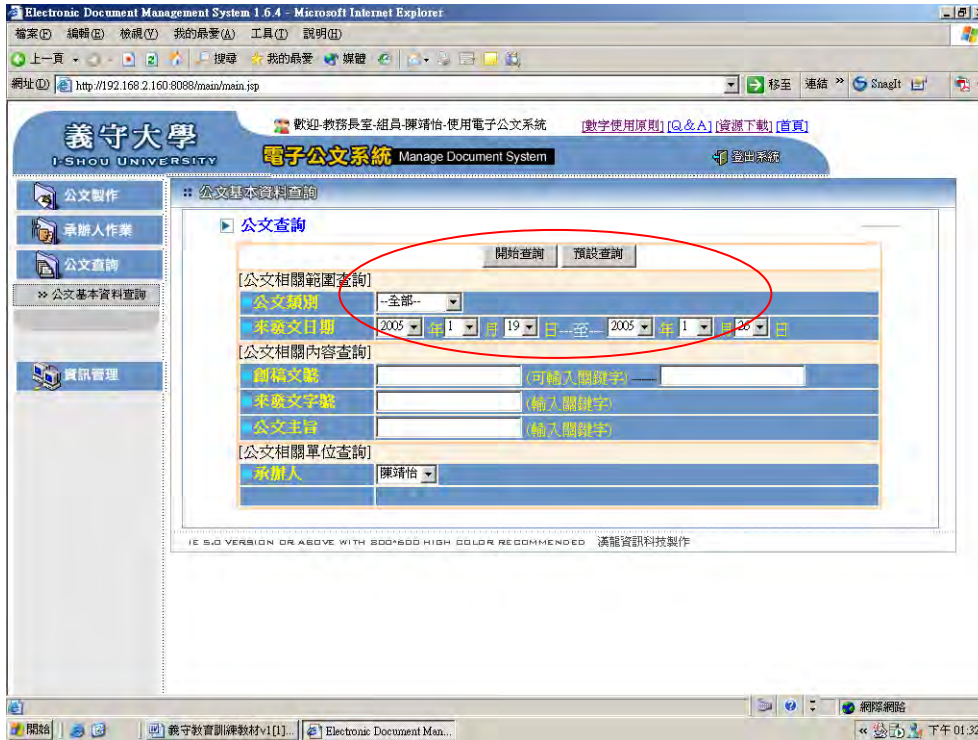 Electronic Document Management System 1.6.4 - Microsoft Internet Explorer
檔案(F) 編輯(E) 檢視(V) 我的最愛(A) 工具(T) 說明(H)
上一頁 搜尋 我的最愛 媒體
網址(D) http://192.168.2.160:8088/main/main.jsp 移至 連結 » SnagIt
義守大學
I-SHOU UNIVERSITY
歡迎-教務長室-組員-陳靖怡-使用電子公文系統 [數字使用原則] [Q&A] [資源下載] [首頁]
電子公文系統 Manage Document System 登出系統
公文製作
承辦人作業
公文查詢
» 公文基本資料查詢
資訊管理
:: 公文基本資料查詢
公文查詢
開始查詢 預設查詢
[公文相關範圍查詢]
公文類別 --全部--
來發文日期 2005 年 1 月 19 日---至--- 2005 年 1 月 26 日
[公文相關內容查詢]
創稿文號 (可輸入關鍵字) ——
來發文字號 (輸入關鍵字)
公文主旨 (輸入關鍵字)
[公文相關單位查詢]
承辦人 陳靖怡
IE 5.0 VERSION OR ABOVE WITH 800*600 HIGH COLOR RECOMMENDED 漢龍資訊科技製作
網際網路
開始 義守教育訓練教材v1[1]... Electronic Document Man... « 下午 01:32